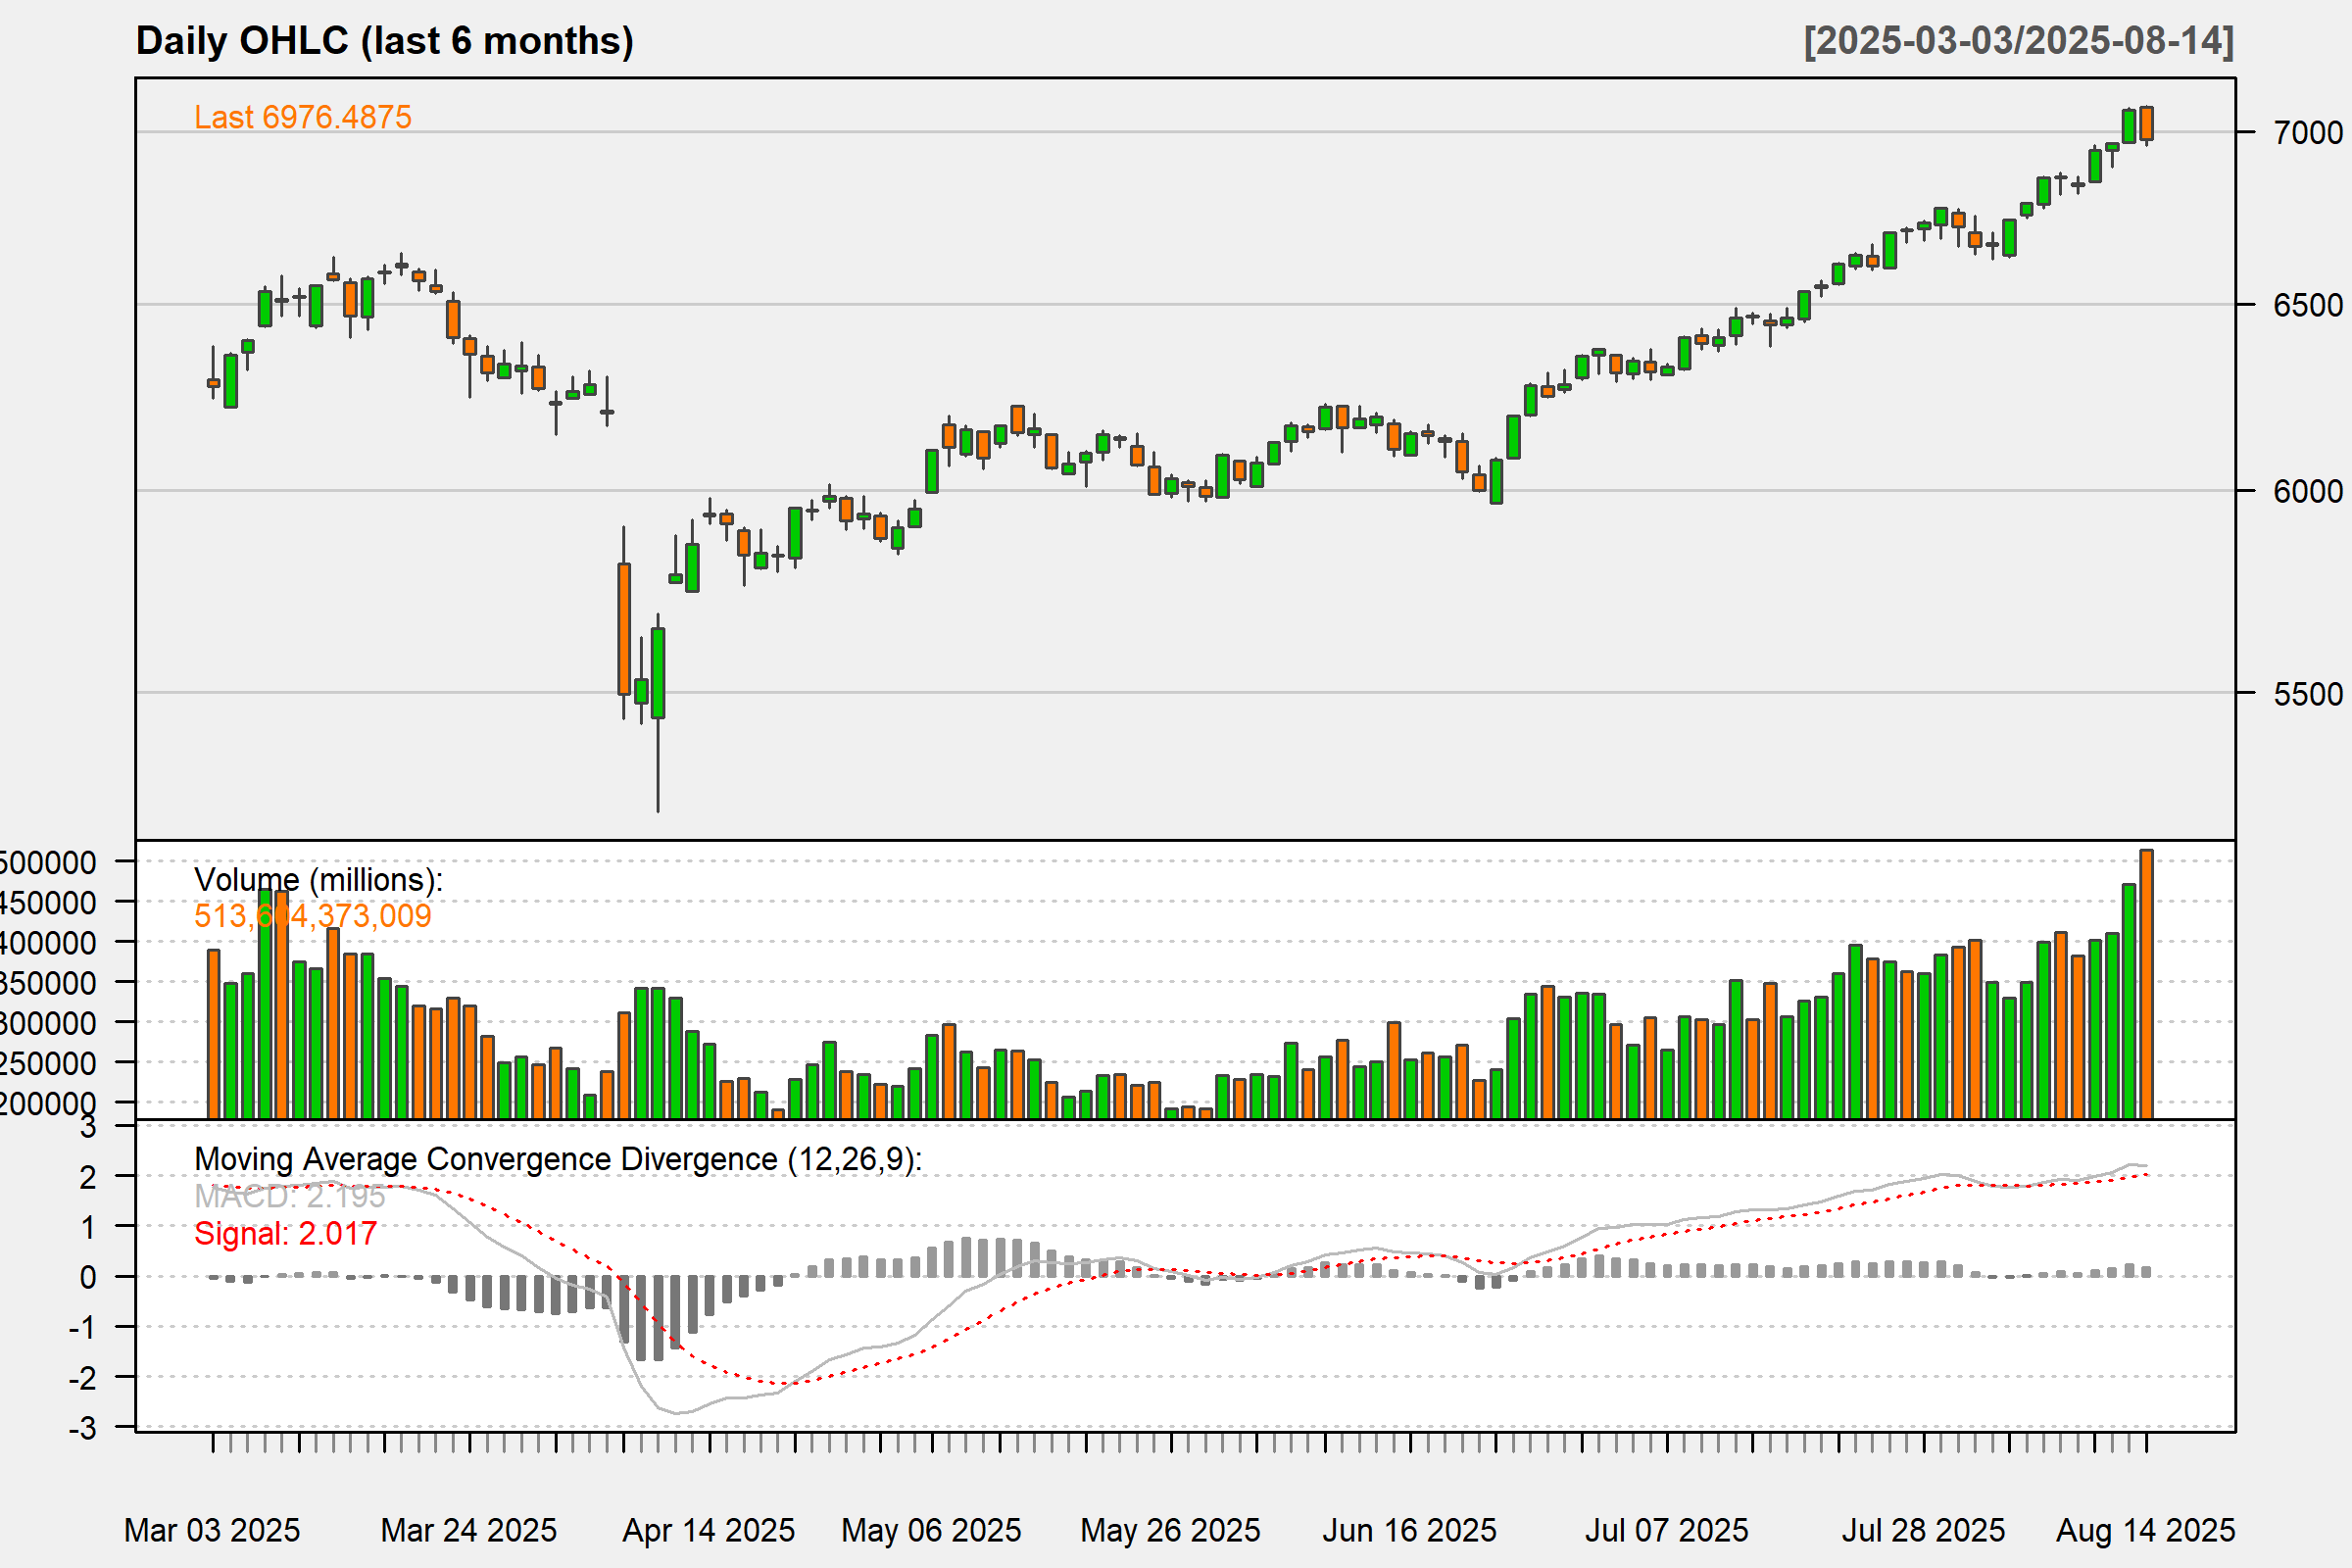 Daily OHLC (last 6 months)
[2025-03-03/2025-08-14]
Last 6976.4875
7000
6500
6000
5500
500000
450000
400000
350000
300000
250000
200000
Volume (millions):
513,604,373,009
3
2
1
0
-1
-2
-3
Moving Average Convergence Divergence (12,26,9):
MACD: 2.195
Signal: 2.017
Mar 03 2025
Mar 24 2025
Apr 14 2025
May 06 2025
May 26 2025
Jun 16 2025
Jul 07 2025
Jul 28 2025
Aug 14 2025